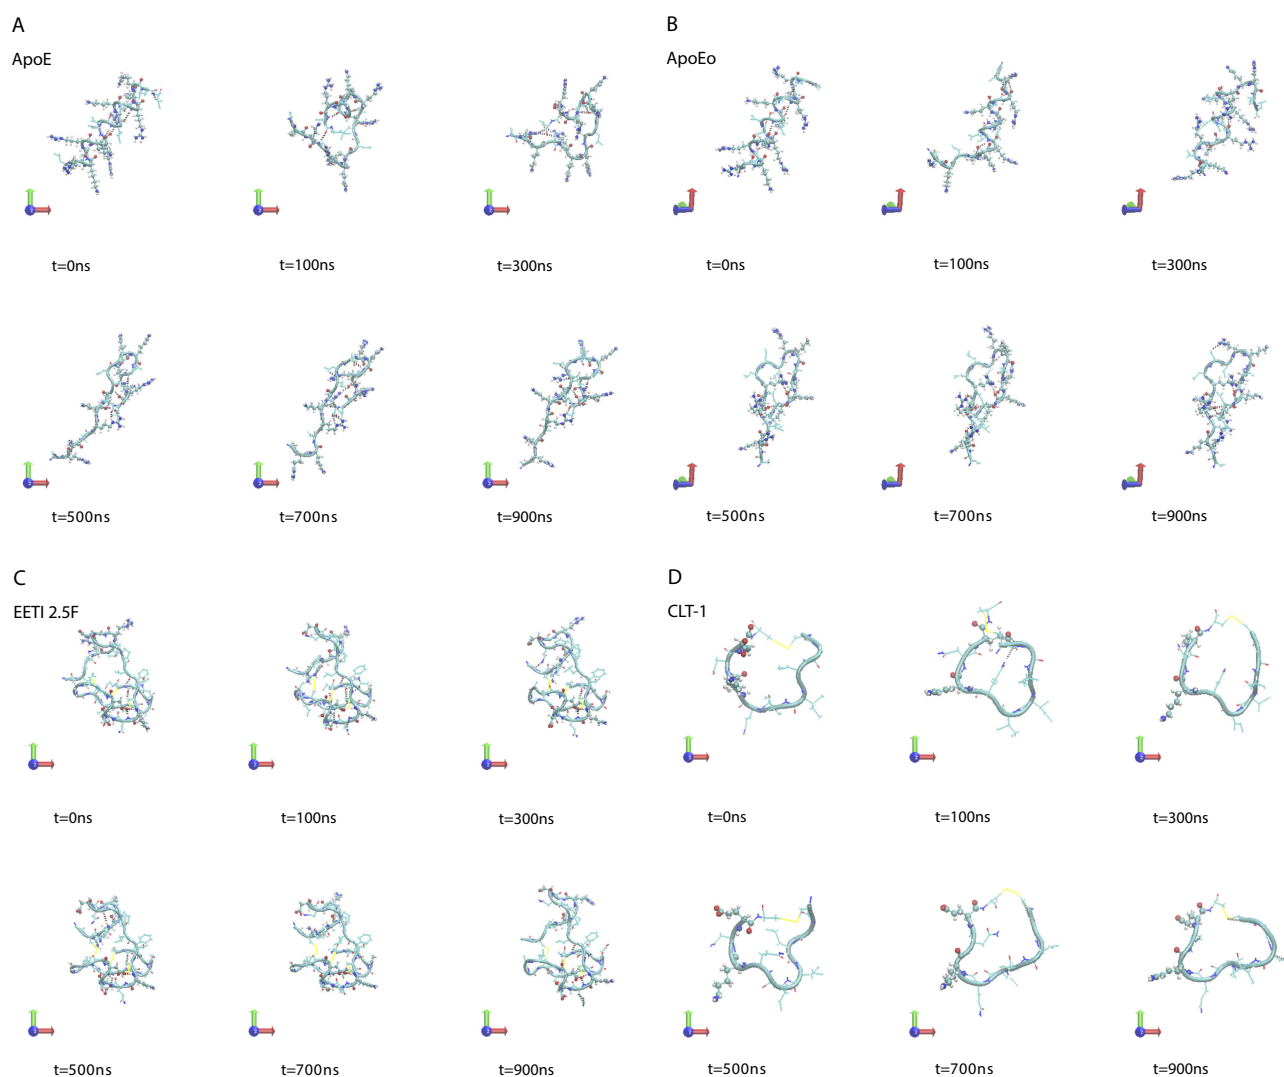 A
ApoE
t=0ns
t=100ns
t=300ns
t=500ns
t=700ns
t=900ns
B
ApoEo
t=0ns
t=100ns
t=300ns
t=500ns
t=700ns
t=900ns
C
EETI 2.5F
t=0ns
t=100ns
t=300ns
t=500ns
t=700ns
t=900ns
D
CLT-1
t=0ns
t=100ns
t=300ns
t=500ns
t=700ns
t=900ns